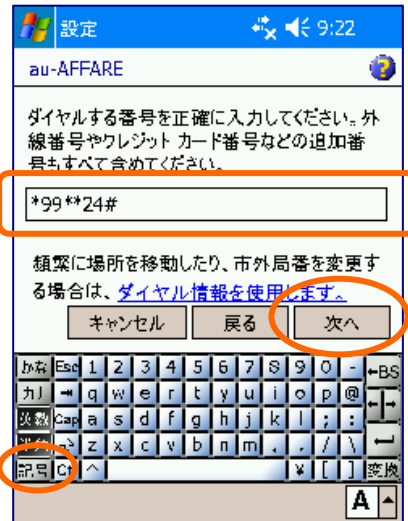 設定 9:22
au-AFFARE
ダイヤルする番号を正確に入力してください。外
線番号やクレジット カード番号などの追加番
号もすべて含めてください。
*99**24#
頻繁に場所を移動したり、市外局番を変更す
る場合は、ダイヤル情報を使用します。
キャンセル 戻る 次へ
かな Esc 1 2 3 4 5 6 7 8 9 0 - ←BS
カナ q w e r t y u i o p @
英数 Cap a s d f g h j k l ; :
z x c v b n m , . / \
記号 Ct ^ ¥ [ ] 変換
A